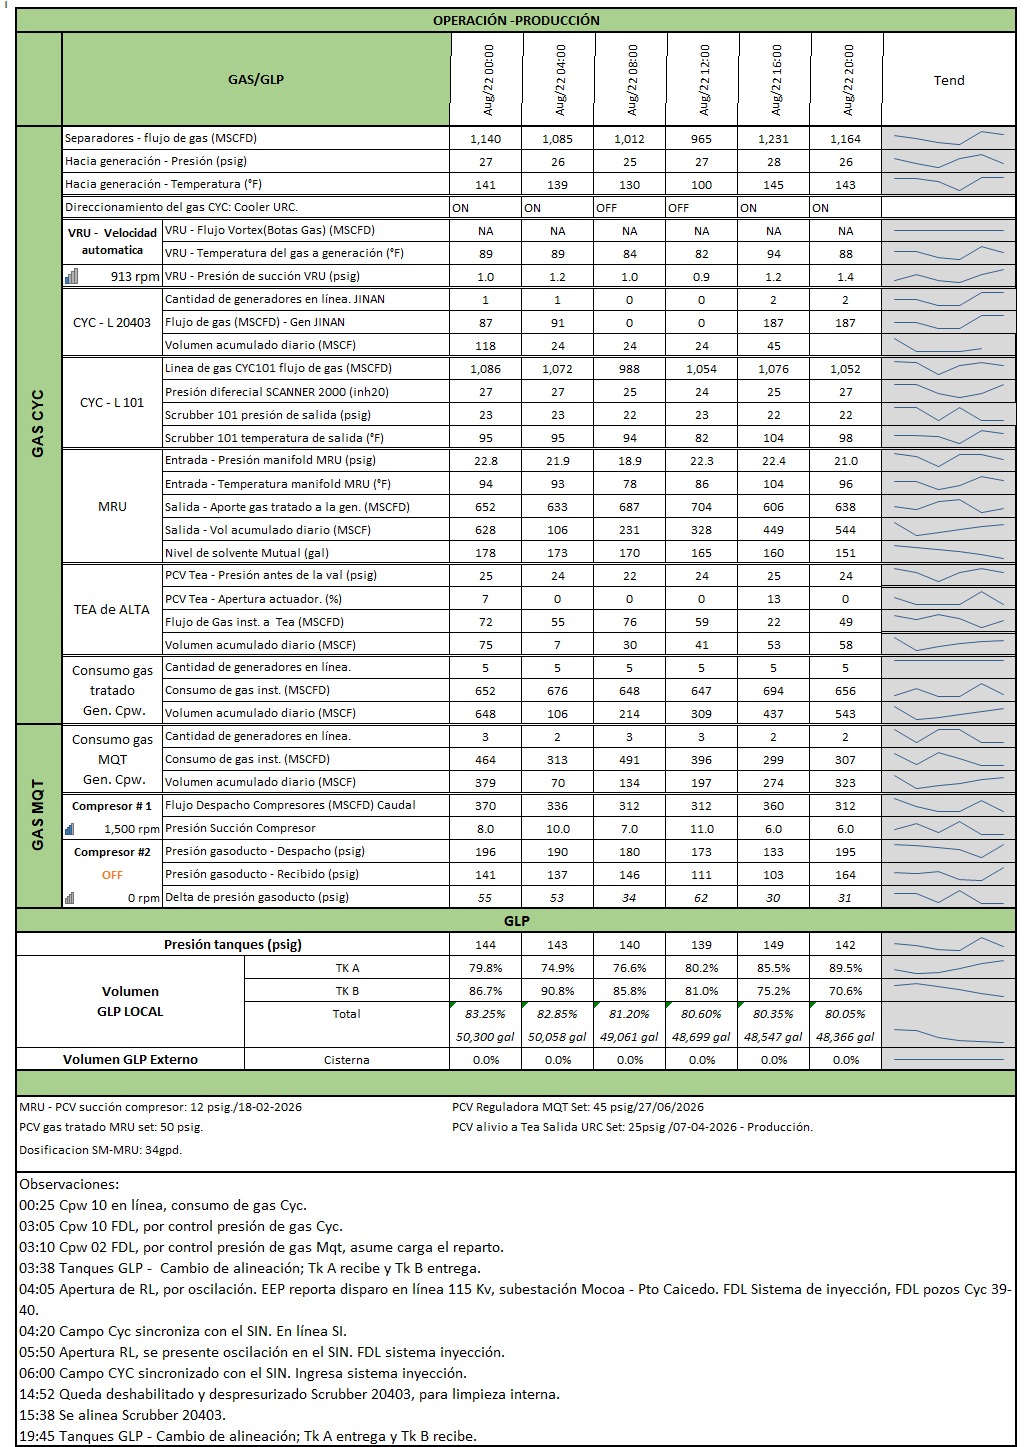 OPERACIÓN -PRODUCCIÓN
GAS/GLP Aug/22 00:00 Aug/22 04:00 Aug/22 08:00 Aug/22 12:00 Aug/22 16:00 Aug/22 20:00 Tend
GAS CYC
Separadores - flujo de gas (MSCFD) 1,140 1,085 1,012 965 1,231 1,164
Hacia generación - Presión (psig) 27 26 25 27 28 26
Hacia generación - Temperatura (°F) 141 139 130 100 145 143
Direccionamiento del gas CYC: Cooler URC. ON ON OFF OFF ON ON
VRU - Velocidad automatica
913 rpm
VRU - Flujo Vortex(Botas Gas) (MSCFD) NA NA NA NA NA NA
VRU - Temperatura del gas a generación (°F) 89 89 84 82 94 88
VRU - Presión de succión VRU (psig) 1.0 1.2 1.0 0.9 1.2 1.4
CYC - L 20403
Cantidad de generadores en línea. JINAN 1 1 0 0 2 2
Flujo de gas (MSCFD) - Gen JINAN 87 91 0 0 187 187
Volumen acumulado diario (MSCF) 118 24 24 24 45
CYC - L 101
Linea de gas CYC101 flujo de gas (MSCFD) 1,086 1,072 988 1,054 1,076 1,052
Presión diferecial SCANNER 2000 (inh20) 27 27 25 24 25 27
Scrubber 101 presión de salida (psig) 23 23 22 23 22 22
Scrubber 101 temperatura de salida (°F) 95 95 94 82 104 98
MRU
Entrada - Presión manifold MRU (psig) 22.8 21.9 18.9 22.3 22.4 21.0
Entrada - Temperatura manifold MRU (°F) 94 93 78 86 104 96
Salida - Aporte gas tratado a la gen. (MSCFD) 652 633 687 704 606 638
Salida - Vol acumulado diario (MSCF) 628 106 231 328 449 544
Nivel de solvente Mutual (gal) 178 173 170 165 160 151
TEA de ALTA
PCV Tea - Presión antes de la val (psig) 25 24 22 24 25 24
PCV Tea - Apertura actuador. (%) 7 0 0 0 13 0
Flujo de Gas inst. a Tea (MSCFD) 72 55 76 59 22 49
Volumen acumulado diario (MSCF) 75 7 30 41 53 58
Consumo gas tratado Gen. Cpw.
Cantidad de generadores en línea. 5 5 5 5 5 5
Consumo de gas inst. (MSCFD) 652 676 648 647 694 656
Volumen acumulado diario (MSCF) 648 106 214 309 437 543
GAS MQT
Consumo gas MQT Gen. Cpw.
Cantidad de generadores en línea. 3 2 3 3 2 2
Consumo de gas inst. (MSCFD) 464 313 491 396 299 307
Volumen acumulado diario (MSCF) 379 70 134 197 274 323
Compresor # 1
1,500 rpm
Flujo Despacho Compresores (MSCFD) Caudal 370 336 312 312 360 312
Presión Succión Compresor 8.0 10.0 7.0 11.0 6.0 6.0
Compresor #2
OFF
0 rpm
Presión gasoducto - Despacho (psig) 196 190 180 173 133 195
Presión gasoducto - Recibido (psig) 141 137 146 111 103 164
Delta de presión gasoducto (psig) 55 53 34 62 30 31
GLP
Presión tanques (psig) 144 143 140 139 149 142
Volumen
GLP LOCAL
TK A 79.8% 74.9% 76.6% 80.2% 85.5% 89.5%
TK B 86.7% 90.8% 85.8% 81.0% 75.2% 70.6%
Total 83.25% 82.85% 81.20% 80.60% 80.35% 80.05%
50,300 gal 50,058 gal 49,061 gal 48,699 gal 48,547 gal 48,366 gal
Volumen GLP Externo Cisterna 0.0% 0.0% 0.0% 0.0% 0.0% 0.0%
MRU - PCV succión compresor: 12 psig./18-02-2026 PCV Reguladora MQT Set: 45 psig/27/06/2026
PCV gas tratado MRU set: 50 psig. PCV alivio a Tea Salida URC Set: 25psig /07-04-2026 - Producción.
Dosificacion SM-MRU: 34gpd.
Observaciones:
00:25 Cpw 10 en línea, consumo de gas Cyc.
03:05 Cpw 10 FDL, por control presión de gas Cyc.
03:10 Cpw 02 FDL, por control presión de gas Mqt, asume carga el reparto.
03:38 Tanques GLP - Cambio de alineación; Tk A recibe y Tk B entrega.
04:05 Apertura de RL, por oscilación. EEP reporta disparo en línea 115 Kv, subestación Mocoa - Pto Caicedo. FDL Sistema de inyección, FDL pozos Cyc 39-
40.
04:20 Campo Cyc sincroniza con el SIN. En línea SI.
05:50 Apertura RL, se presente oscilación en el SIN. FDL sistema inyección.
06:00 Campo CYC sincronizado con el SIN. Ingresa sistema inyección.
14:52 Queda deshabilitado y despresurizado Scrubber 20403, para limpieza interna.
15:38 Se alinea Scrubber 20403.
19:45 Tanques GLP - Cambio de alineación; Tk A entrega y Tk B recibe.